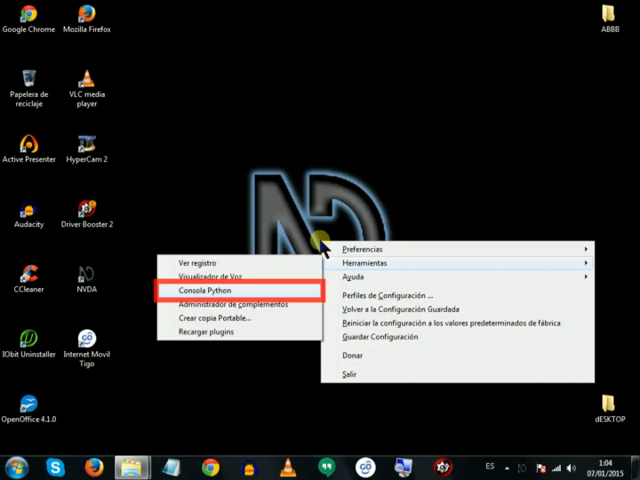 Google Chrome
Mozilla Firefox
ABBB
Papelera de
reciclaje
VLC media
player
Active Presenter
HyperCam 2
Audacity
Driver Booster 2
CCleaner
NVDA
IObit Uninstaller
Internet Movil
Tigo
OpenOffice 4.1.0
dESKTOP
ND
Preferencias
Herramientas
Ayuda
Perfiles de Configuración ...
Volver a la Configuración Guardada
Reiniciar la configuración a los valores predeterminados de fábrica
Guardar Configuración
Donar
Salir
Ver registro
Visualizador de Voz
Consola Python
Administrador de complementos
Crear copia Portable...
Recargar plugins
ES
1:04
07/01/2015